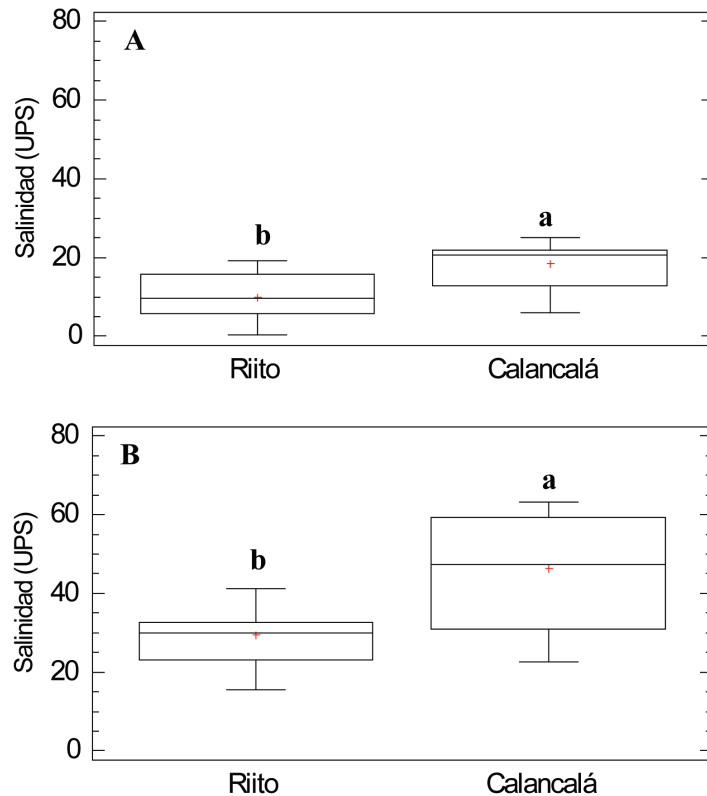 A
80
60
40
20
0
Salinidad (UPS)
b
a
Riito
Calancalá
B
80
60
40
20
0
Salinidad (UPS)
b
a
Riito
Calancalá